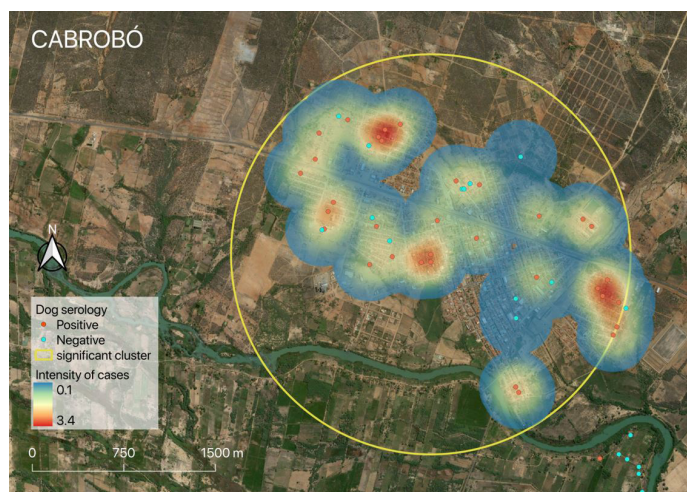 CABROBÓ
N
Dog serology
Positive
Negative
significant cluster
Intensity of cases
0.1
3.4
0 750 1500 m